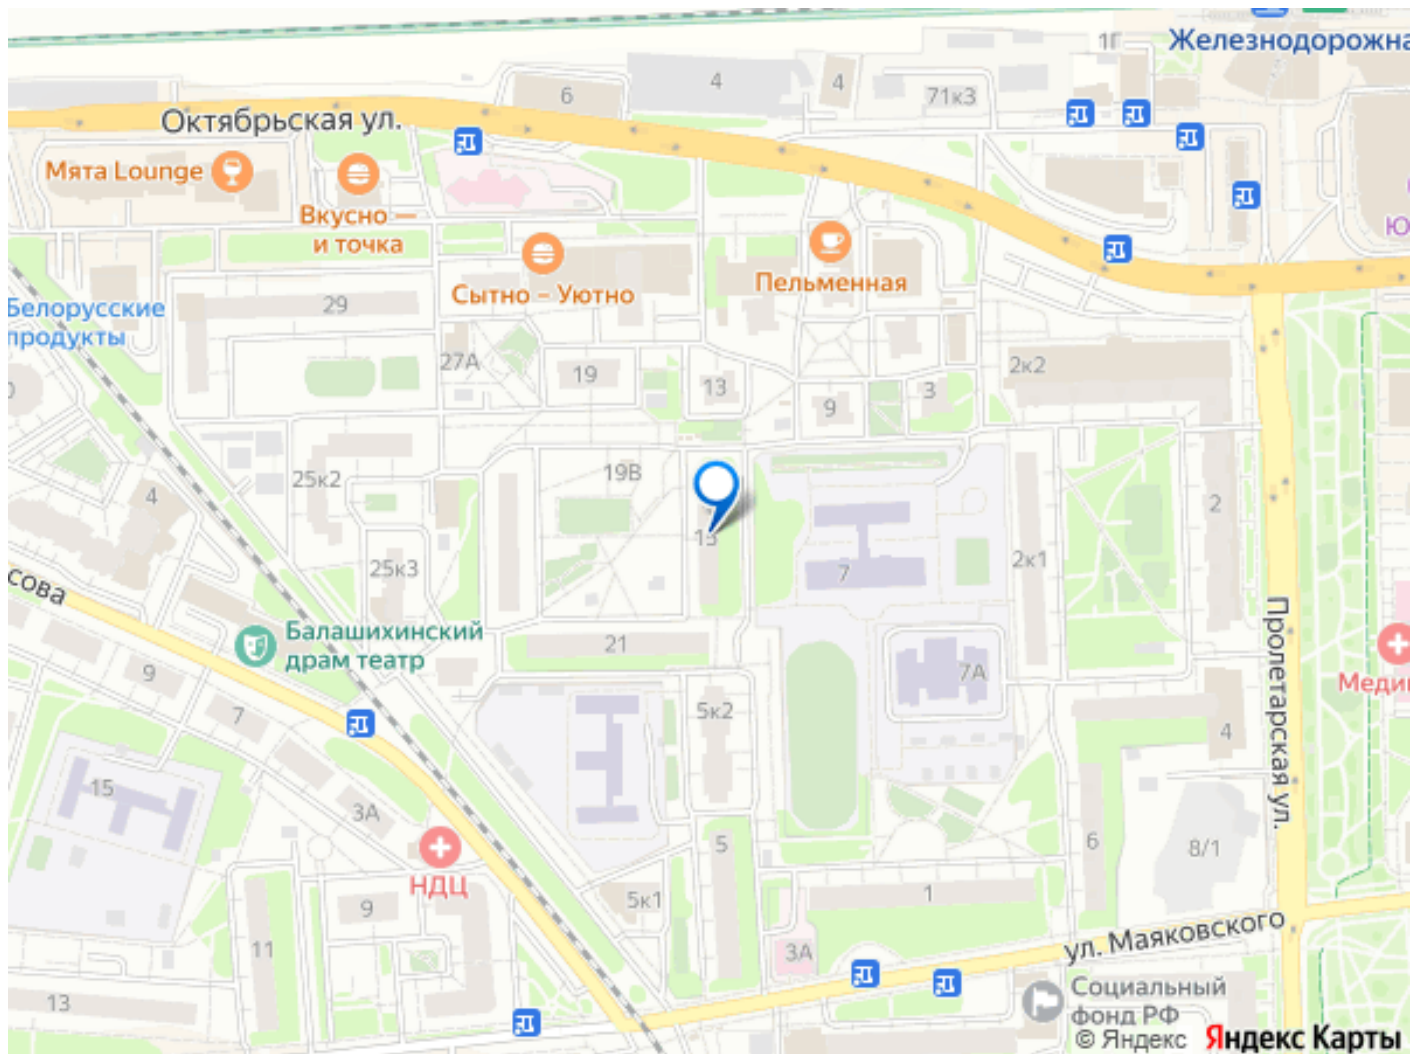 1Г
Железнодорожна
4
4
6
71к3
Октябрьская ул.
Мята Lounge
Вкусно —
и точка
Ю
Сытно – Уютно
Пельменная
Белорусские
продукты
29
27А
19
13
9
3
2к2
4
25к2
19В
2
25к3
15
7
2к1
сова
Балашихинский
драм театр
21
7А
9
7
5к2
4
Пролетарская ул.
Меди
15
3А
5
6
8/1
НДЦ
9
5к1
1
11
3А
ул. Маяковского
13
Социальный
фонд РФ
© Яндекс
Яндекс Карты